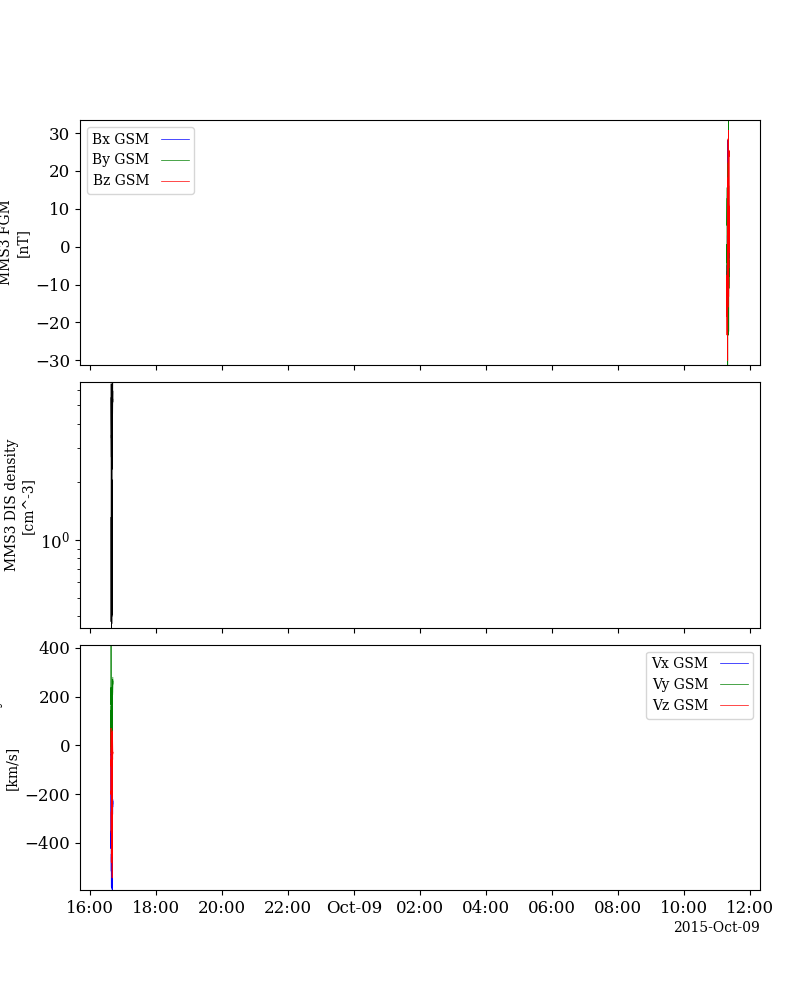 30
20
10
0
−10
−20
−30
MMS3 FGM
[nT]
Bx GSM
By GSM
Bz GSM
10^0
MMS3 DIS density
[cm^-3]
400
200
0
−200
−400
[km/s]
Vx GSM
Vy GSM
Vz GSM
16:00 18:00 20:00 22:00 Oct-09 02:00 04:00 06:00 08:00 10:00 12:00
2015-Oct-09